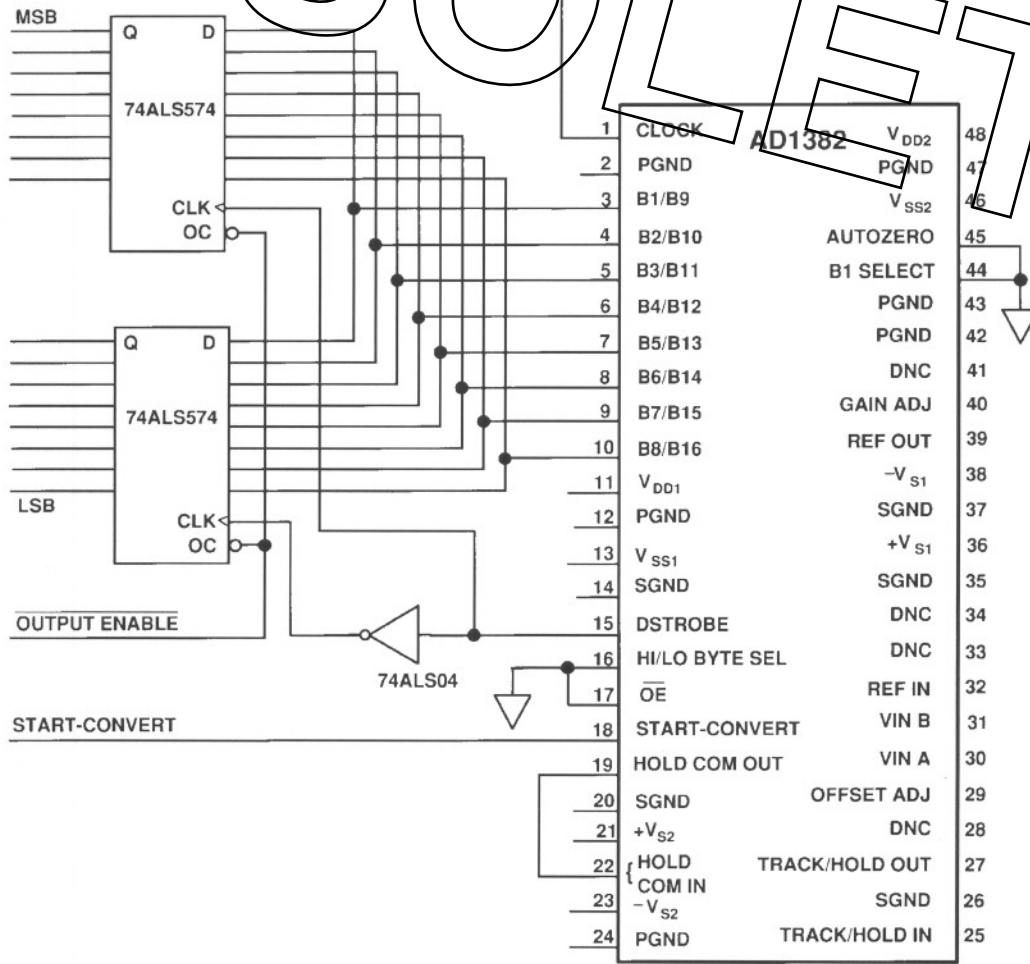 MSB
Q D
74ALS574
CLK
OC
Q D
74ALS574
LSB
CLK
OC
OUTPUT ENABLE
74ALS04
START-CONVERT
AD1382
1 CLOCK
2 PGND
3 B1/B9
4 B2/B10
5 B3/B11
6 B4/B12
7 B5/B13
8 B6/B14
9 B7/B15
10 B8/B16
11 VDD1
12 PGND
13 VSS1
14 SGND
15 DSTROBE
16 HI/LO BYTE SEL
17 OE
18 START-CONVERT
19 HOLD COM OUT
20 SGND
21 +VS2
22 { HOLD
COM IN
23 −VS2
24 PGND
VDD2 48
PGND 47
VSS2 46
AUTOZERO 45
B1 SELECT 44
PGND 43
PGND 42
DNC 41
GAIN ADJ 40
REF OUT 39
−VS1 38
SGND 37
+VS1 36
SGND 35
DNC 34
DNC 33
REF IN 32
VIN B 31
VIN A 30
OFFSET ADJ 29
DNC 28
TRACK/HOLD OUT 27
SGND 26
TRACK/HOLD IN 25